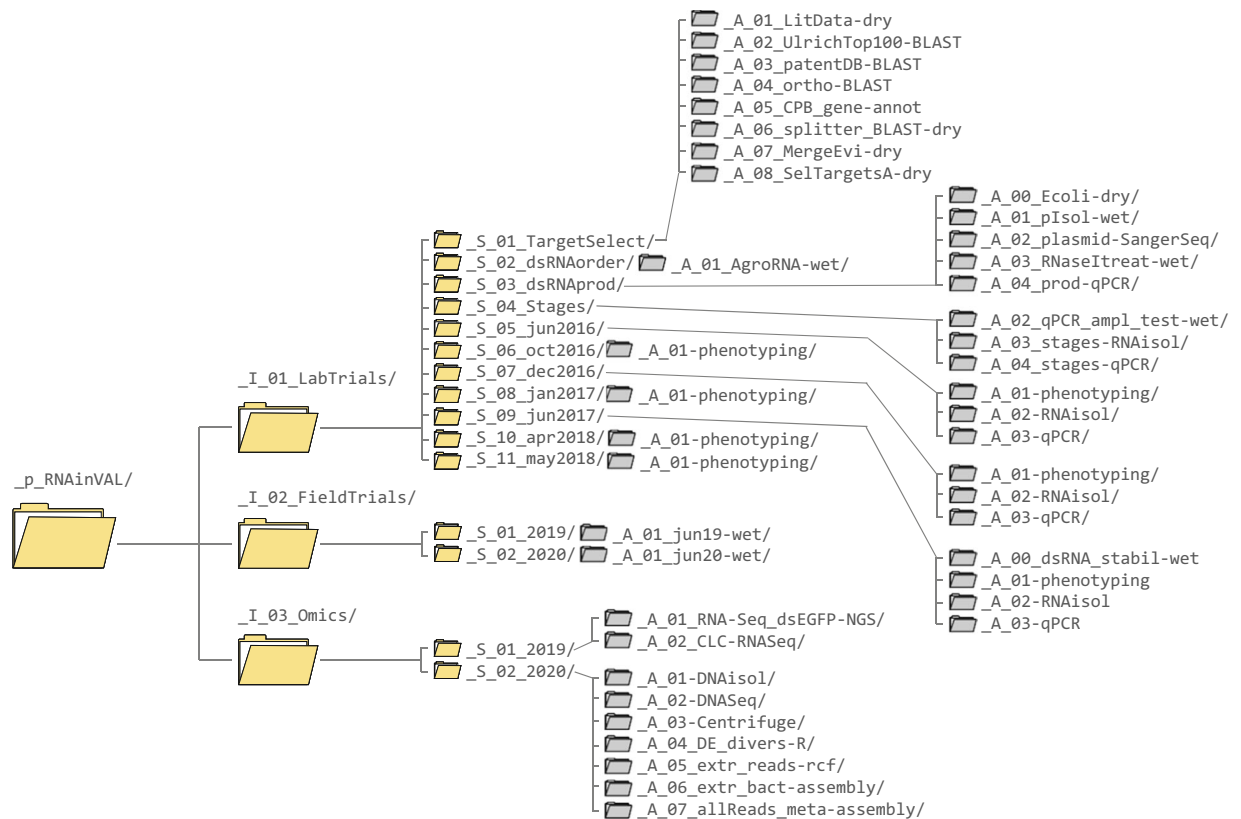 _p_RNAinVAL/
_I_01_LabTrials/
_S_01_TargetSelect/
_A_01_LitData-dry
_A_02_UlrichTop100-BLAST
_A_03_patentDB-BLAST
_A_04_ortho-BLAST
_A_05_CPB_gene-annot
_A_06_splitter_BLAST-dry
_A_07_MergeEvi-dry
_A_08_SelTargetsA-dry
_S_02_dsRNAorder/ _A_01_AgroRNA-wet/
_S_03_dsRNAprod/
_A_00_Ecoli-dry/
_A_01_pIsol-wet/
_A_02_plasmid-SangerSeq/
_A_03_RNaseItreat-wet/
_A_04_prod-qPCR/
_S_04_Stages/
_A_02_qPCR_ampl_test-wet/
_A_03_stages-RNAisol/
_A_04_stages-qPCR/
_S_05_jun2016/
_A_01-phenotyping/
_A_02-RNAisol/
_A_03-qPCR/
_S_06_oct2016/ _A_01-phenotyping/
_S_07_dec2016/
_A_01-phenotyping/
_A_02-RNAisol/
_A_03-qPCR/
_S_08_jan2017/ _A_01-phenotyping/
_S_09_jun2017/
_A_00_dsRNA_stabil-wet
_A_01-phenotyping
_A_02-RNAisol
_A_03-qPCR
_S_10_apr2018/ _A_01-phenotyping/
_S_11_may2018/ _A_01-phenotyping/
_I_02_FieldTrials/
_S_01_2019/ _A_01_jun19-wet/
_S_02_2020/ _A_01_jun20-wet/
_I_03_Omics/
_S_01_2019/
_A_01_RNA-Seq_dsEGFP-NGS/
_A_02_CLC-RNASeq/
_S_02_2020/
_A_01-DNAisol/
_A_02-DNASeq/
_A_03-Centrifuge/
_A_04_DE_divers-R/
_A_05_extr_reads-rcf/
_A_06_extr_bact-assembly/
_A_07_allReads_meta-assembly/